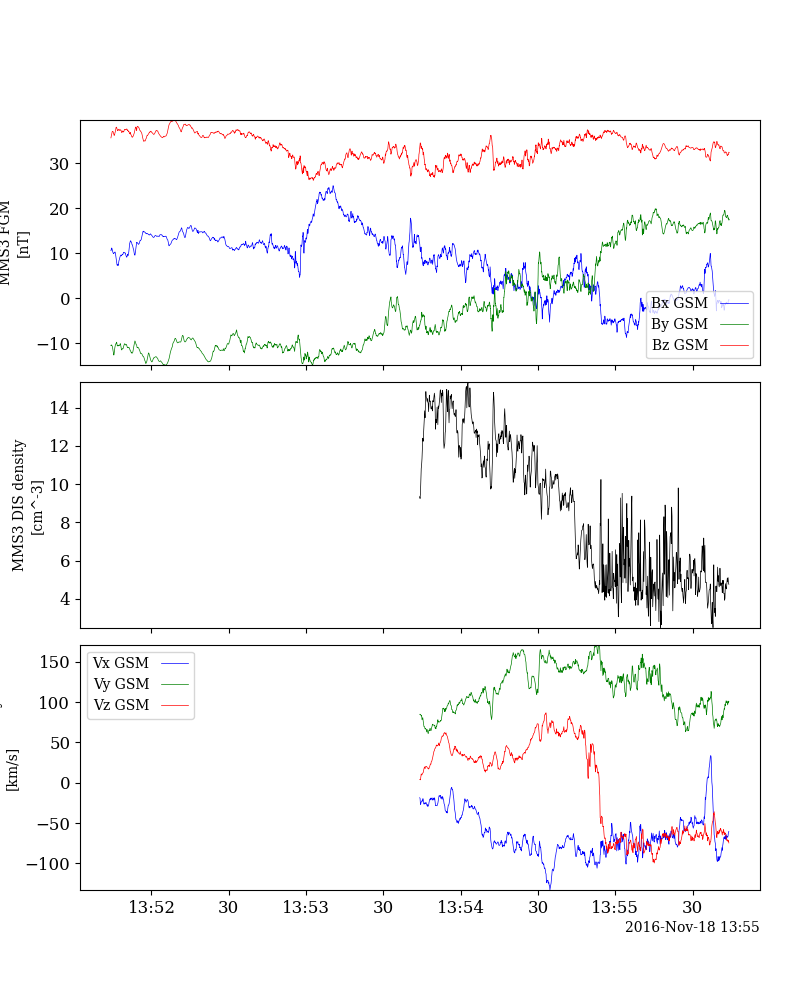 30
20
10
0
−10
MMS3 FGM
[nT]
Bx GSM
By GSM
Bz GSM
14
12
10
8
6
4
MMS3 DIS density
[cm^-3]
150
100
50
0
−50
−100
[km/s]
Vx GSM
Vy GSM
Vz GSM
13:52 30 13:53 30 13:54 30 13:55 30
2016-Nov-18 13:55